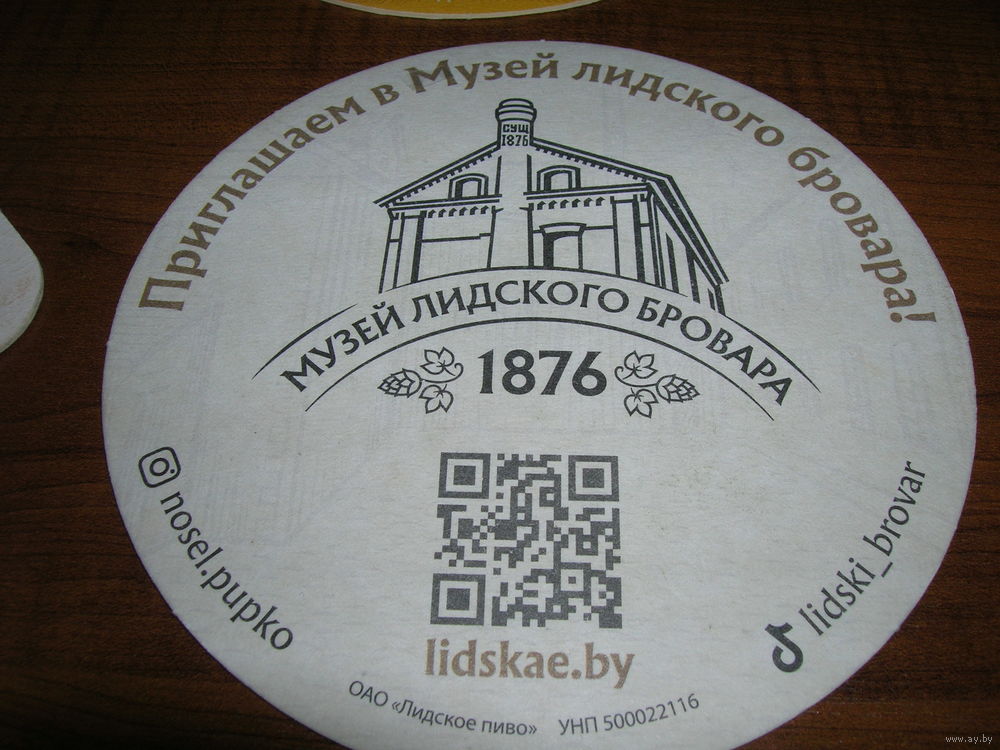 Приглашаем в Музей лидского бровара!
СУЩ
1876
МУЗЕЙ ЛИДСКОГО БРОВАРА
1876
nosel.pupko
lidski_brovar
lidskae.by
ОАО «Лидское пиво» УНП 500022116
www.ay.by